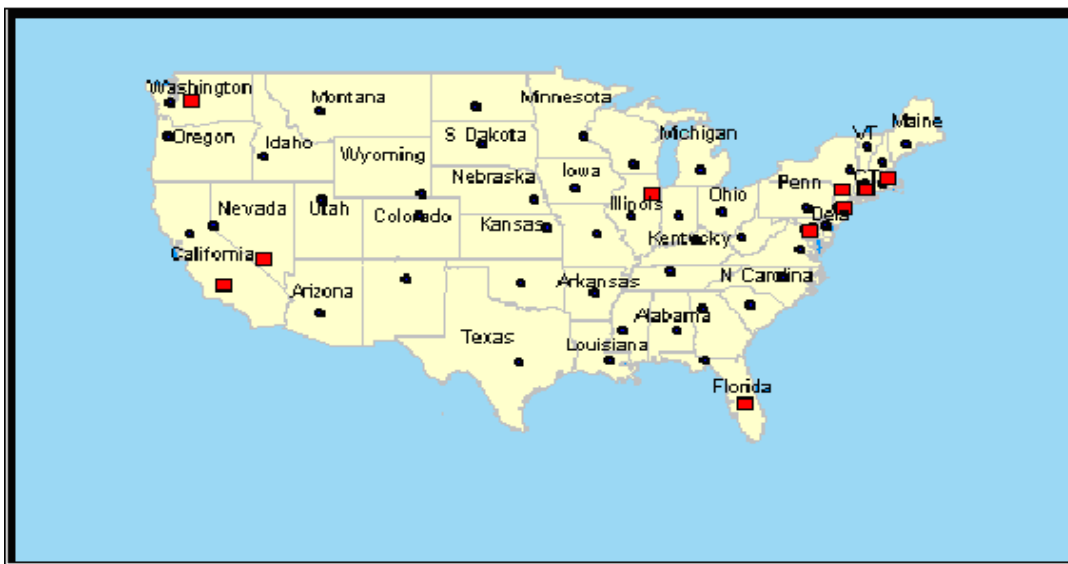 Washington
Montana
Minnesota
Maine
Oregon
Idaho
S Dakota
Michigan
VT
Wyoming
Nebraska
Iowa
Penn
CT
Nevada
Utah
Colorado
Kansas
Illinois
Ohio
Dela
California
Kentucky
Arizona
Arkansas
N Carolina
Texas
Louisiana
Alabama
Florida